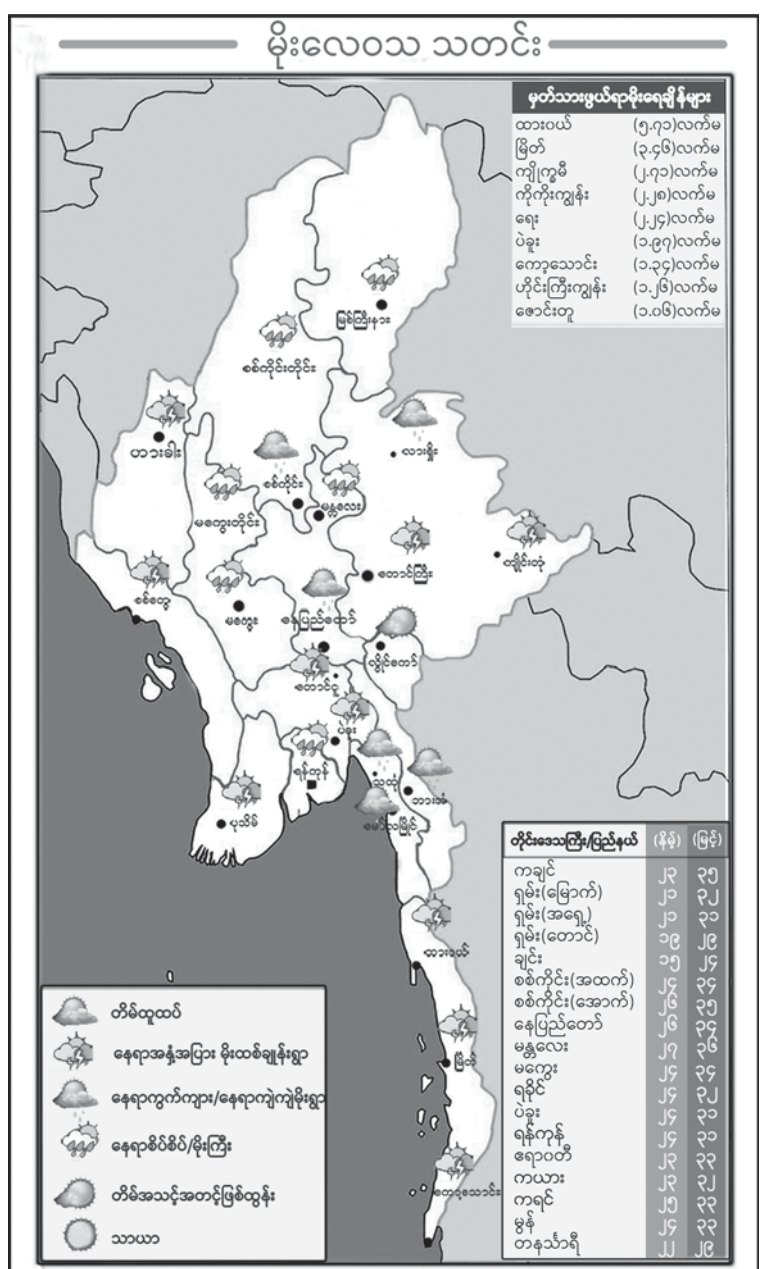 မိုးလေဝသ သတင်း
မှတ်သားဖွယ်ရာမိုးရေချိန်များ
ထားဝယ် (၅.၇၁)လက်မ
မြိတ် (၃.၄၆)လက်မ
ကျိုက္ခမီ (၂.၇၁)လက်မ
ကိုကိုးကျွန်း (၂.၂၈)လက်မ
ရေး (၂.၂၄)လက်မ
ပဲခူး (၁.၉၇)လက်မ
ကော့သောင်း (၁.၃၄)လက်မ
ဟိုင်းကြီးကျွန်း (၁.၂၆)လက်မ
ဇောင်းတူ (၁.၀၆)လက်မ
မြစ်ကြီးနား
စစ်ကိုင်းတိုင်း
ဟားခါး
လားရှိုး
စစ်ကိုင်း
မန္တလေး
မကွေးတိုင်း
ကျိုင်းတုံ
တောင်ကြီး
စစ်တွေ
မကွေး
နေပြည်တော်
လွိုင်ကော်
တောင်ငူ
ပဲခူး
ရန်ကုန်
သထုံ
ဘားအံ
ပုသိမ်
မော်လမြိုင်
ထားဝယ်
မြိတ်
ကော့သောင်း
တိုင်းဒေသကြီး/ပြည်နယ် (နိမ့်) (မြင့်)
ကချင် ၂၃ ၃၅
ရှမ်း(မြောက်) ၂၁ ၃၂
ရှမ်း(အရှေ့) ၂၁ ၃၁
ရှမ်း(တောင်) ၁၉ ၂၉
ချင်း ၁၅ ၂၄
စစ်ကိုင်း(အထက်) ၂၄ ၃၄
စစ်ကိုင်း(အောက်) ၂၆ ၃၅
နေပြည်တော် ၂၆ ၃၄
မန္တလေး ၂၇ ၃၆
မကွေး ၂၄ ၃၄
ရခိုင် ၂၄ ၃၂
ပဲခူး ၂၄ ၃၁
ရန်ကုန် ၂၄ ၃၁
ဧရာဝတီ ၂၃ ၃၃
ကယား ၂၃ ၃၂
ကရင် ၂၅ ၃၃
မွန် ၂၄ ၃၃
တနင်္သာရီ ၂၂ ၂၉
တိမ်ထူထပ်
နေရာအနှံ့အပြား မိုးထစ်ချုန်းရွာ
နေရာကွက်ကျား/နေရာကျဲကျဲမိုးရွာ
နေရာစိပ်စိပ်/မိုးကြီး
တိမ်အသင့်အတင့်ဖြစ်ထွန်း
သာယာ